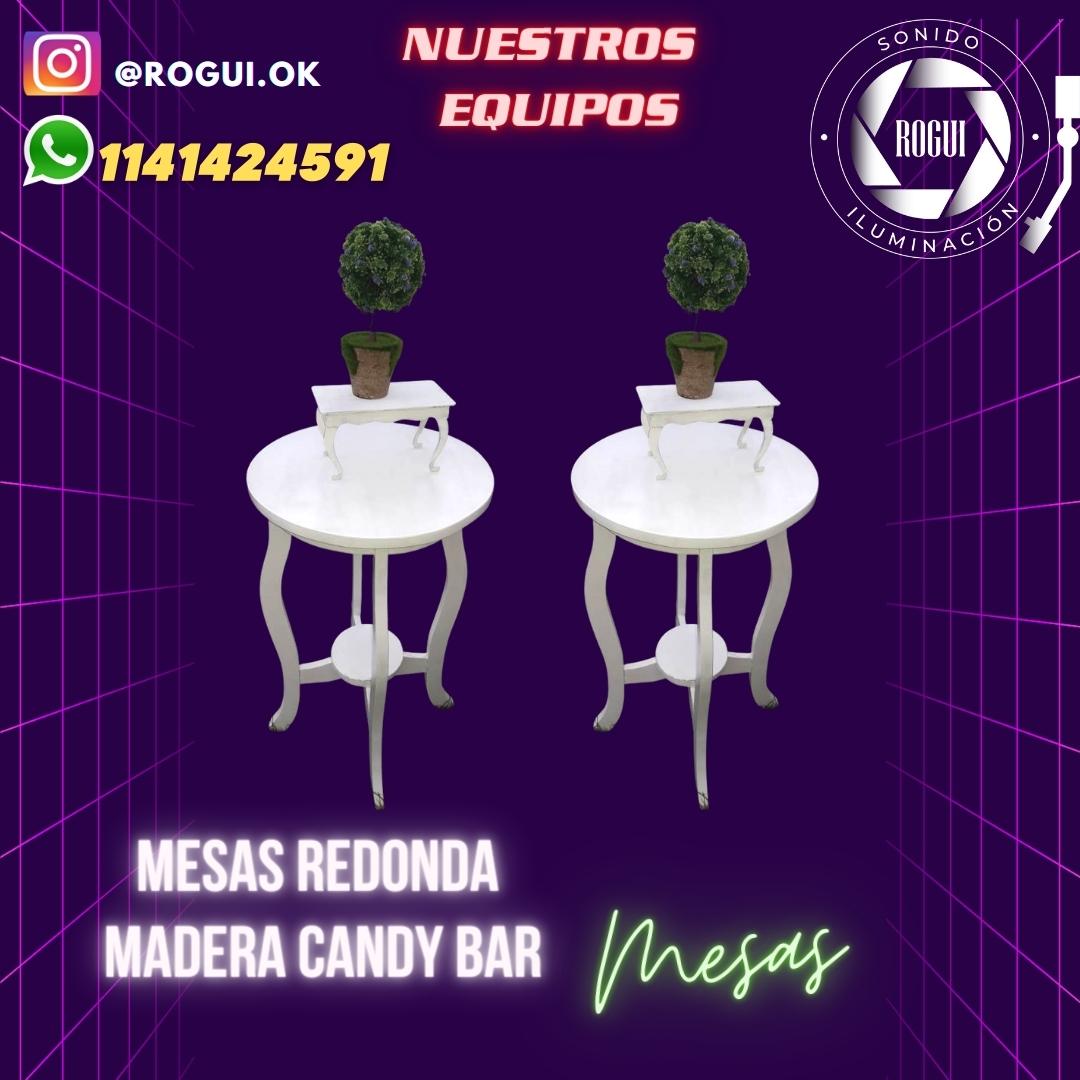 @ROGUI.OK
1141424591
NUESTROS
EQUIPOS
SONIDO
ROGUI
ILUMINACIÓN
MESAS REDONDA
MADERA CANDY BAR
Mesas